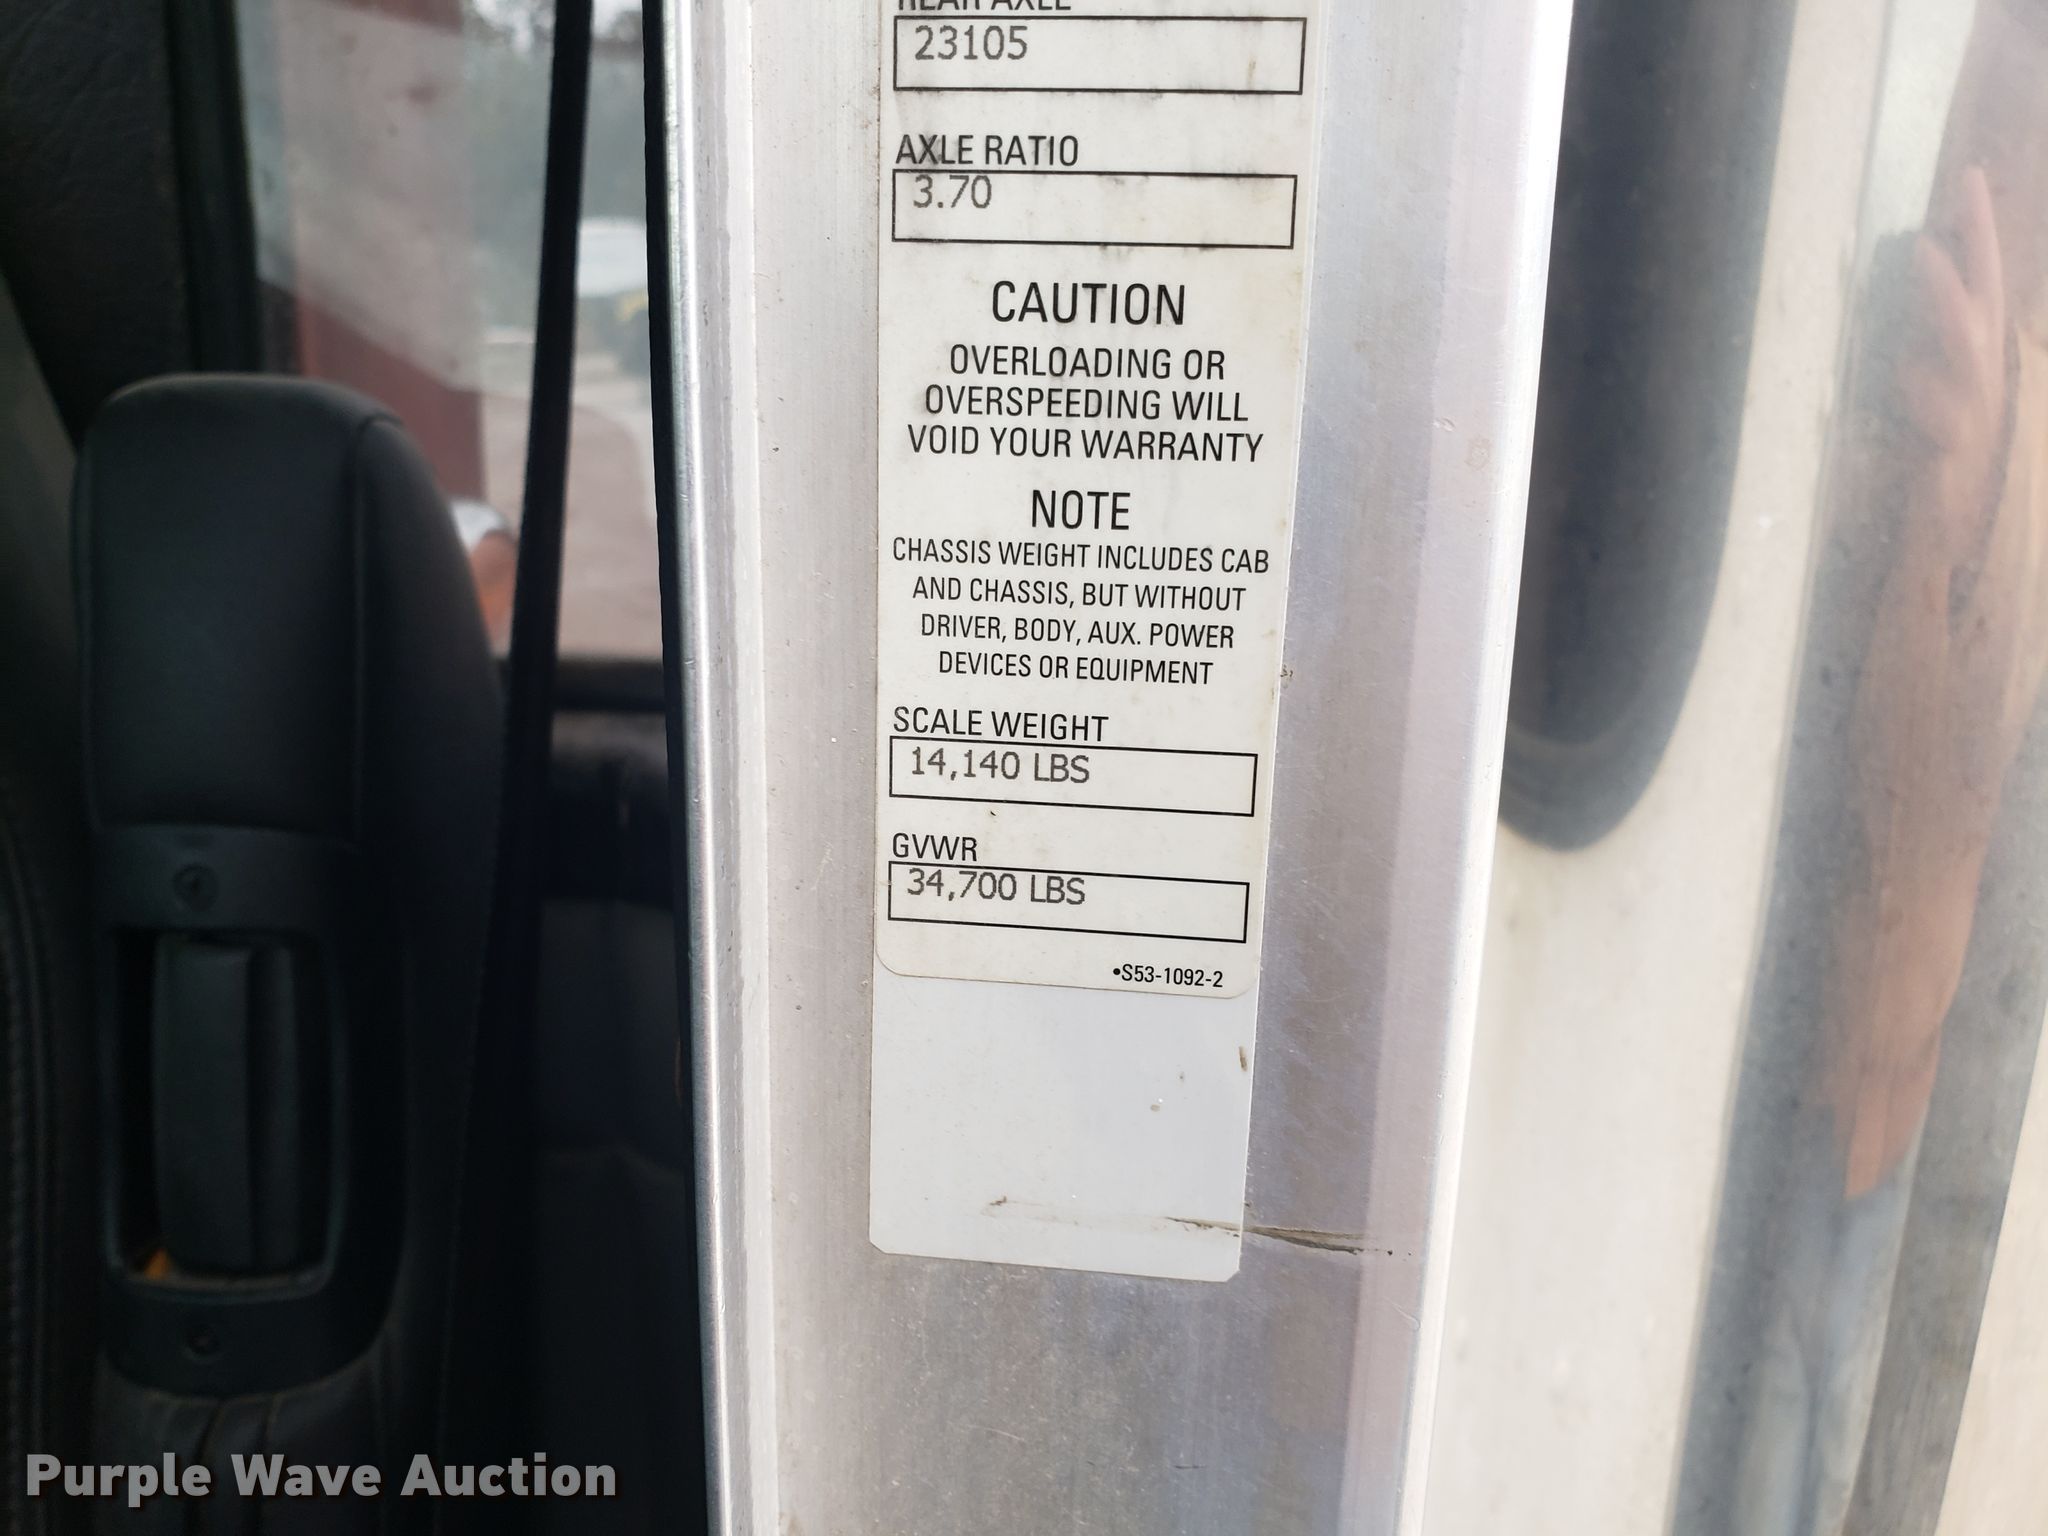 REAR AXLE
23105
AXLE RATIO
3.70
CAUTION
OVERLOADING OR
OVERSPEEDING WILL
VOID YOUR WARRANTY
NOTE
CHASSIS WEIGHT INCLUDES CAB
AND CHASSIS, BUT WITHOUT
DRIVER, BODY, AUX. POWER
DEVICES OR EQUIPMENT
SCALE WEIGHT
14,140 LBS
GVWR
34,700 LBS
•S53-1092-2
Purple Wave Auction